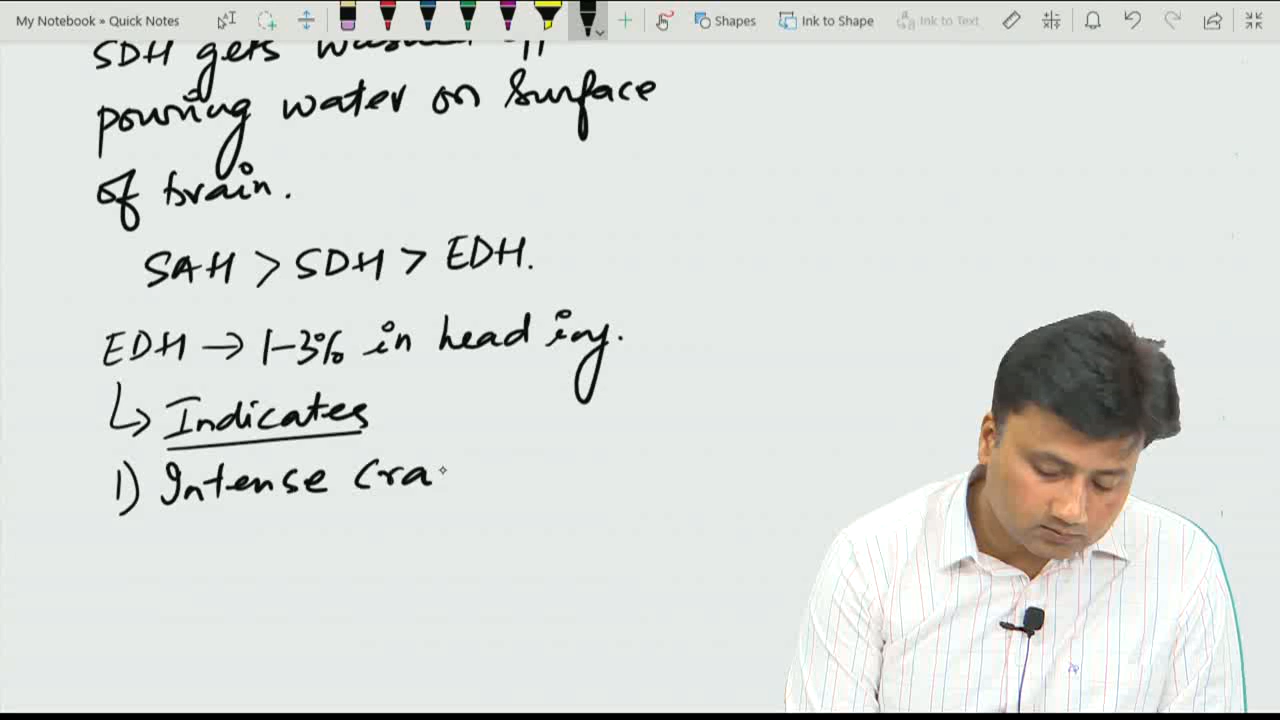 My Notebook » Quick Notes
Shapes
Ink to Shape
Ink to Text
SDH gets
pouring water on Surface
of brain.
SAH > SDH > EDH.
EDH → 1-3% in head inj.
↳ Indicates
1) Intense Cra